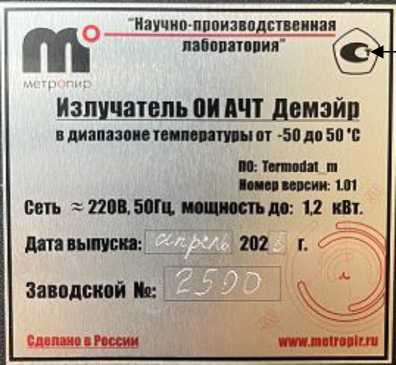 "Научно-производственная
лаборатория"
м°
метропир
Излучатель ОИ АЧТ Демэйр
в диапазоне температуры от -50 до 50 °C
ПО: Termodat_m
Номер версии: 1.01
Сеть ≈ 220В, 50Гц, мощность до: 1,2 кВт.
Дата выпуска: апрель 202 г.
Заводской №: 2500
Сделано в России
www.metropir.ru